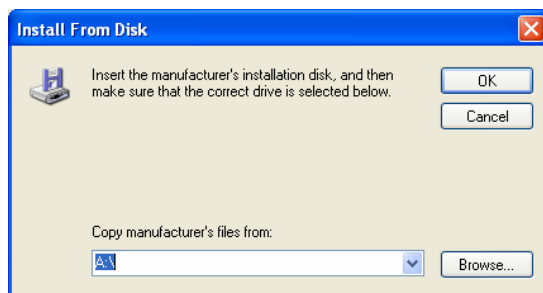 Install From Disk
Insert the manufacturer's installation disk, and then
make sure that the correct drive is selected below.
OK
Cancel
Copy manufacturer's files from:
A:\
Browse...